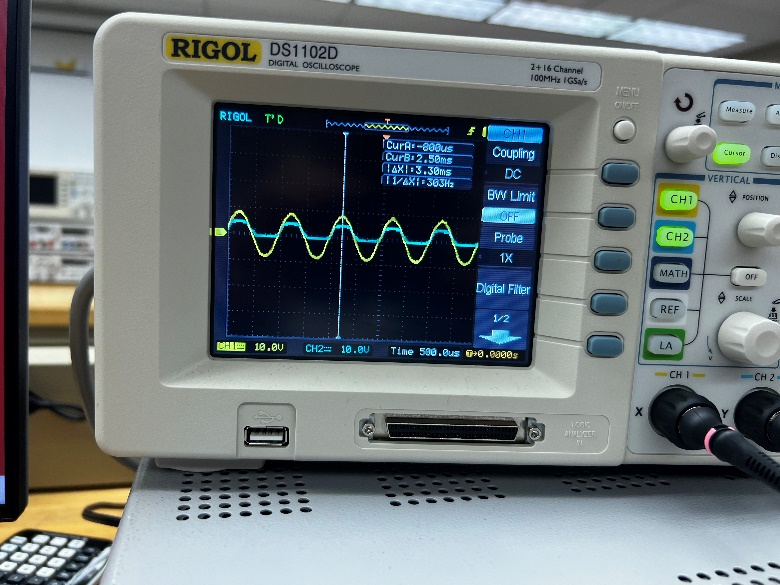 RIGOL DS1102D
DIGITAL OSCILLOSCOPE
2+16 Channel
100MHz 1GSa/s
MENU
ON/OFF
RIGOL T'D
CurA:-800us
CurB:2.50ms
|ΔX|:3.30ms
|1/ΔX|:303Hz
CH1
Coupling
DC
BW Limit
OFF
Probe
1X
Digital Filter
1/2
CH1 10.0V CH2 10.0V Time 500.0us T→0.0000s
Measure
Cursor
VERTICAL
CH1
POSITION
CH2
MATH
OFF
REF
SCALE
LA
CH 1
CH 2
X
Y
LOGIC
ANALYZER